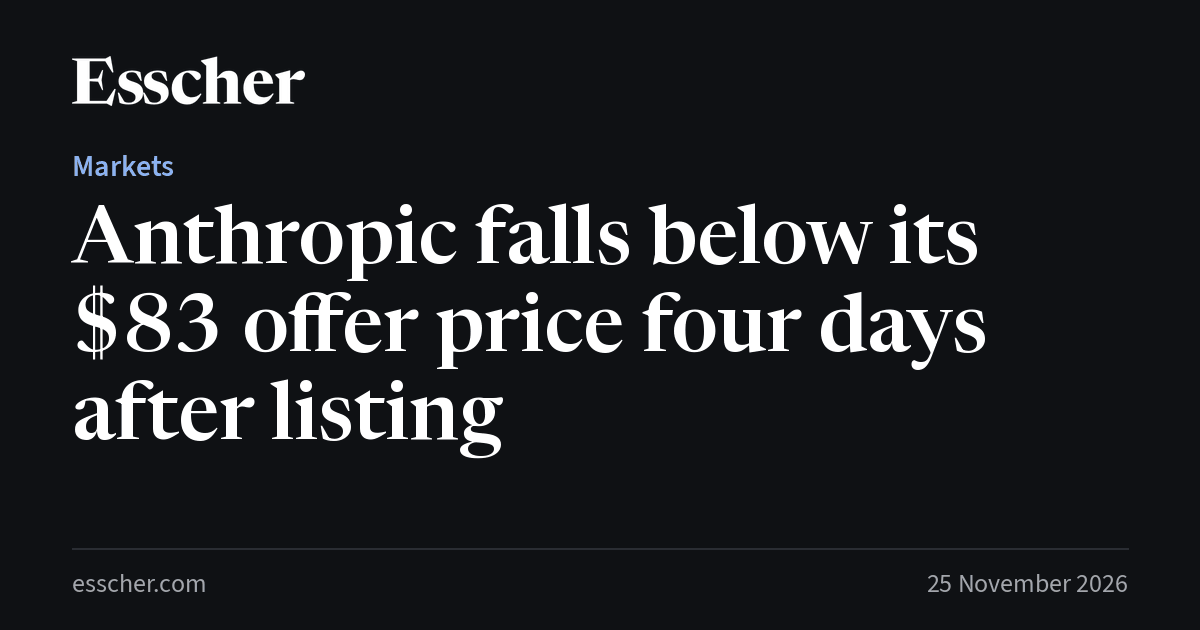 Esscher
Markets
Anthropic falls below its
$83 offer price four days
after listing
esscher.com
25 November 2026